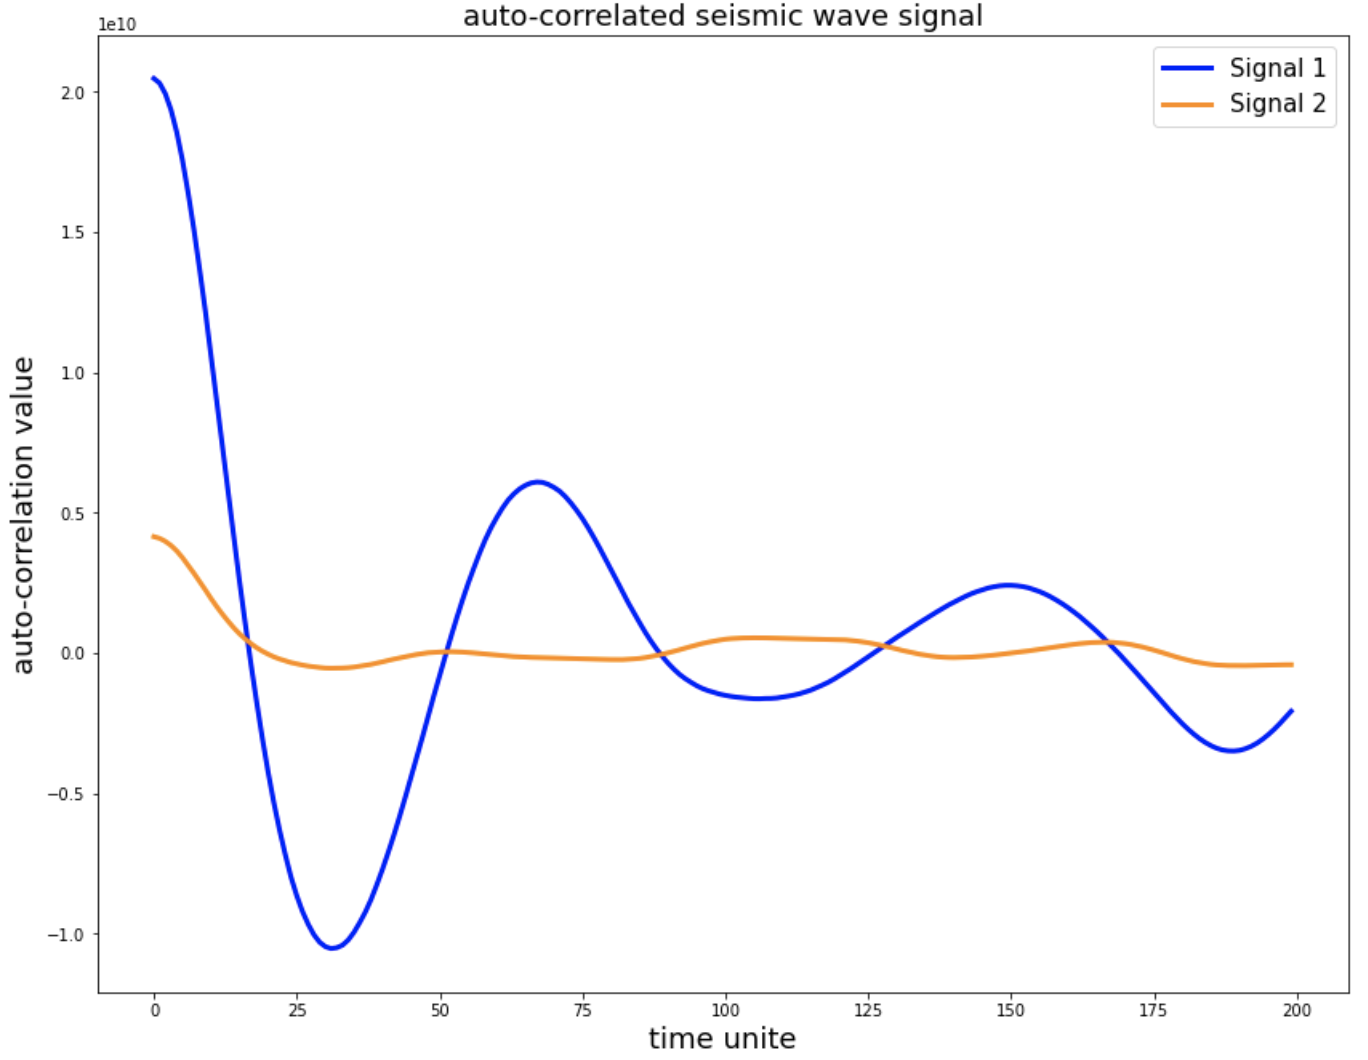 auto-correlated seismic wave signal
1e10
Signal 1
Signal 2
2.0
1.5
1.0
0.5
0.0
−0.5
−1.0
auto-correlation value
0 25 50 75 100 125 150 175 200
time unite